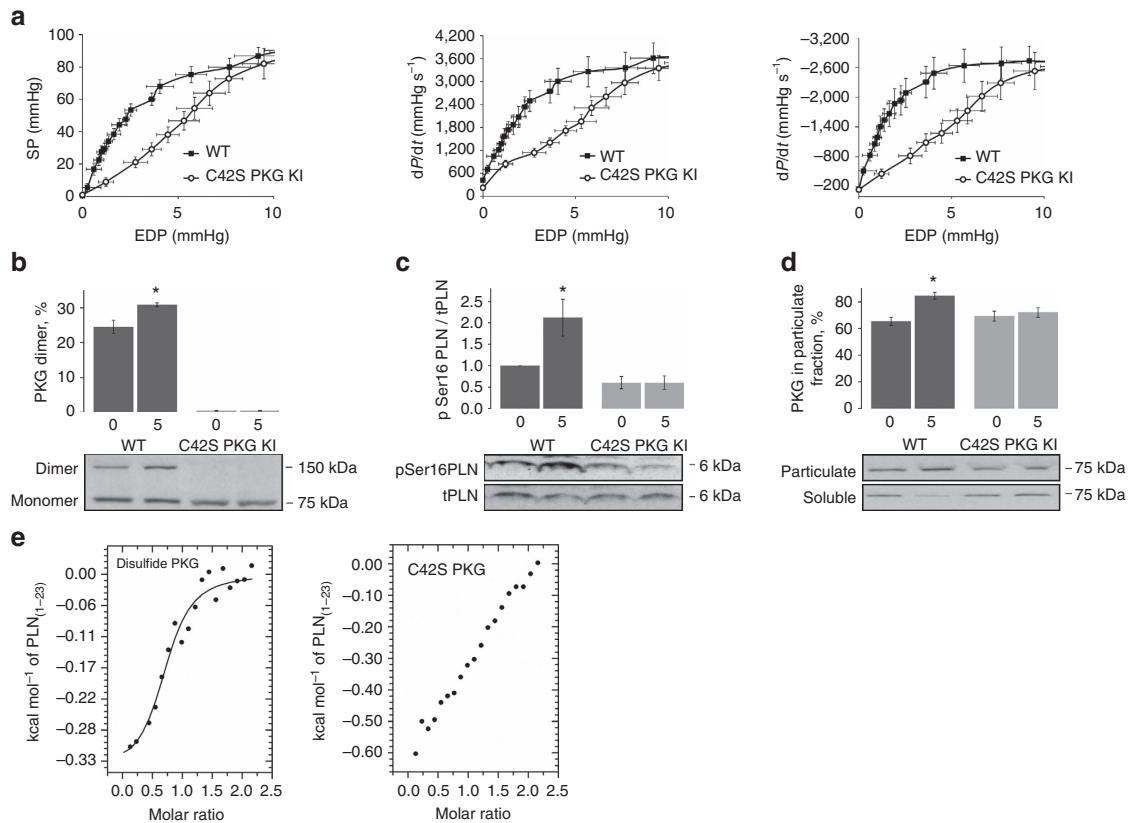 a
SP (mmHg)
100
80
60
40
20
0
WT
C42S PKG KI
0 5 10
EDP (mmHg)
dP/dt (mmHg s⁻¹)
4,200
3,600
3,000
2,400
1,800
1,200
600
0
WT
C42S PKG KI
0 5 10
EDP (mmHg)
dP/dt (mmHg s⁻¹)
–3,200
–2,600
–2,000
–1,400
–800
–200
WT
C42S PKG KI
0 5 10
EDP (mmHg)
b
PKG dimer, %
30
20
10
0
*
0 5 0 5
WT C42S PKG KI
Dimer - 150 kDa
Monomer - 75 kDa
c
p Ser16 PLN / tPLN
2.5
2.0
1.5
1.0
0.5
0.0
*
0 5 0 5
WT C42S PKG KI
pSer16PLN - 6 kDa
tPLN - 6 kDa
d
PKG in particulate
fraction, %
80
60
40
20
0
*
0 5 0 5
WT C42S PKG KI
Particulate -75 kDa
Soluble -75 kDa
e
kcal mol⁻¹ of PLN(1–23)
Disulfide PKG
0.00
–0.06
–0.11
–0.17
–0.22
–0.28
–0.33
0.0 0.5 1.0 1.5 2.0 2.5
Molar ratio
kcal mol⁻¹ of PLN(1–23)
C42S PKG
0.00
–0.10
–0.20
–0.30
–0.40
–0.50
–0.60
0.0 0.5 1.0 1.5 2.0 2.5
Molar ratio